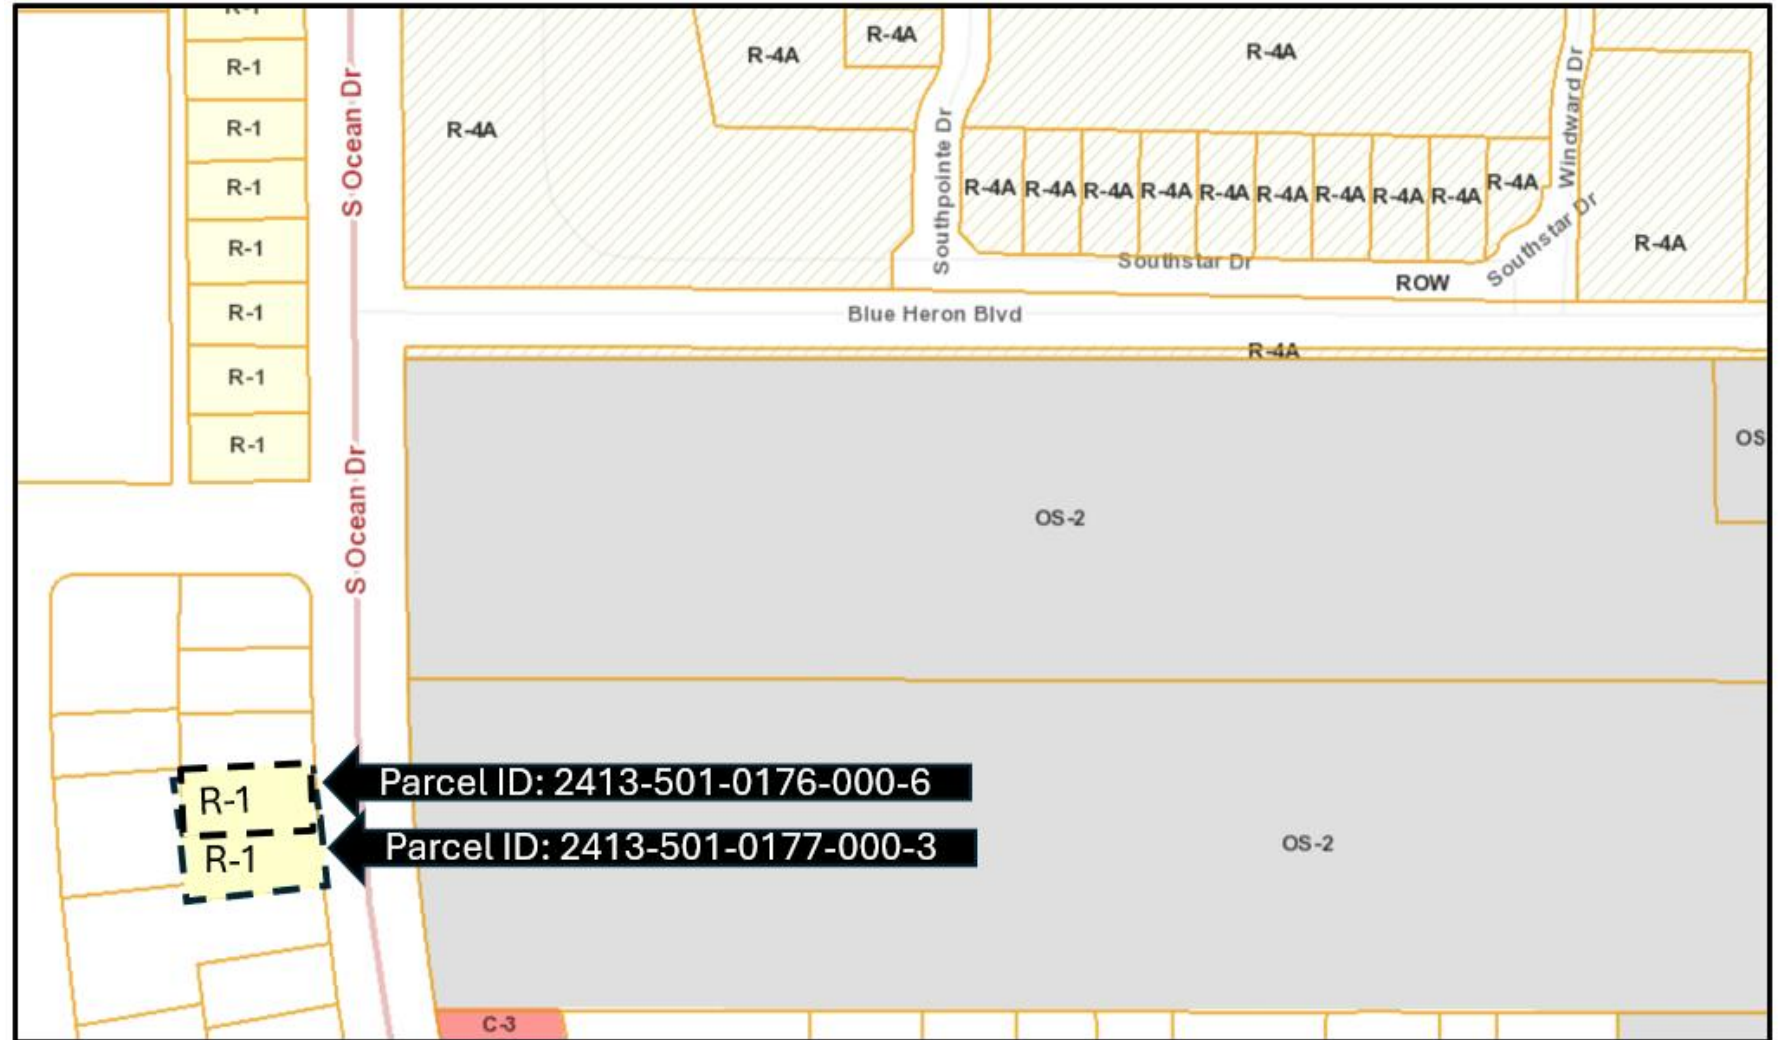 R-1
R-4A
R-4A
R-4A
R-1
R-4A
R-1
R-4A
R-1
R-1
R-1
R-1
R-1
S Ocean Dr
S Ocean Dr
Southpointe Dr
Windward Dr
R-4A R-4A R-4A R-4A R-4A R-4A R-4A R-4A R-4A R-4A
Southstar Dr
Southstar Dr
R-4A
ROW
Blue Heron Blvd
R-4A
OS
OS-2
R-1
Parcel ID: 2413-501-0176-000-6
R-1
Parcel ID: 2413-501-0177-000-3
OS-2
C-3